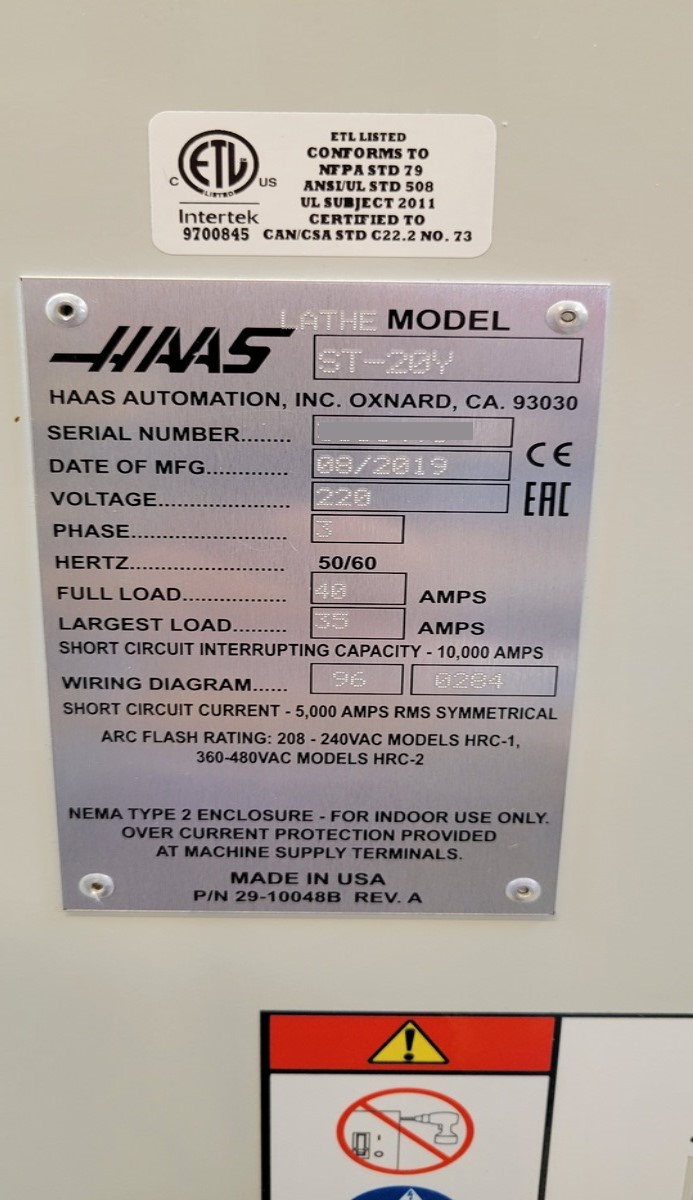 ETL LISTED
CONFORMS TO
NFPA STD 79
ANSI/UL STD 508
UL SUBJECT 2011
CERTIFIED TO
CAN/CSA STD C22.2 NO. 73
ETL
LISTED
C US
Intertek
9700845
LATHE MODEL
HAAS ST-20Y
HAAS AUTOMATION, INC. OXNARD, CA. 93030
SERIAL NUMBER........
DATE OF MFG............ 08/2019 CE
VOLTAGE................... 220 EAC
PHASE....................... 3
HERTZ....................... 50/60
FULL LOAD............... 40 AMPS
LARGEST LOAD........ 35 AMPS
SHORT CIRCUIT INTERRUPTING CAPACITY - 10,000 AMPS
WIRING DIAGRAM...... 96 0284
SHORT CIRCUIT CURRENT - 5,000 AMPS RMS SYMMETRICAL
ARC FLASH RATING: 208 - 240VAC MODELS HRC-1,
360-480VAC MODELS HRC-2
NEMA TYPE 2 ENCLOSURE - FOR INDOOR USE ONLY.
OVER CURRENT PROTECTION PROVIDED
AT MACHINE SUPPLY TERMINALS.
MADE IN USA
P/N 29-10048B REV. A